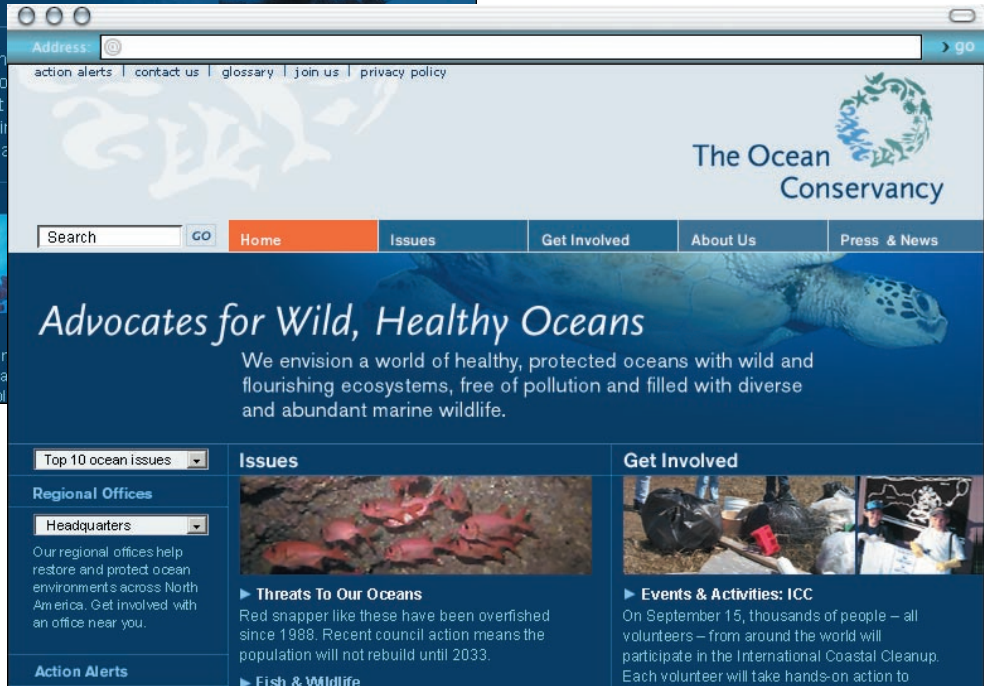 Address:
go
action alerts | contact us | glossary | join us | privacy policy
The Ocean
Conservancy
Search GO
Home Issues Get Involved About Us Press & News
Advocates for Wild, Healthy Oceans
We envision a world of healthy, protected oceans with wild and
flourishing ecosystems, free of pollution and filled with diverse
and abundant marine wildlife.
Top 10 ocean issues
Regional Offices
Headquarters
Our regional offices help
restore and protect ocean
environments across North
America. Get involved with
an office near you.
Action Alerts
Issues
► Threats To Our Oceans
Red snapper like these have been overfished
since 1988. Recent council action means the
population will not rebuild until 2033.
► Fish & Wildlife
Get Involved
► Events & Activities: ICC
On September 15, thousands of people – all
volunteers – from around the world will
participate in the International Coastal Cleanup.
Each volunteer will take hands-on action to